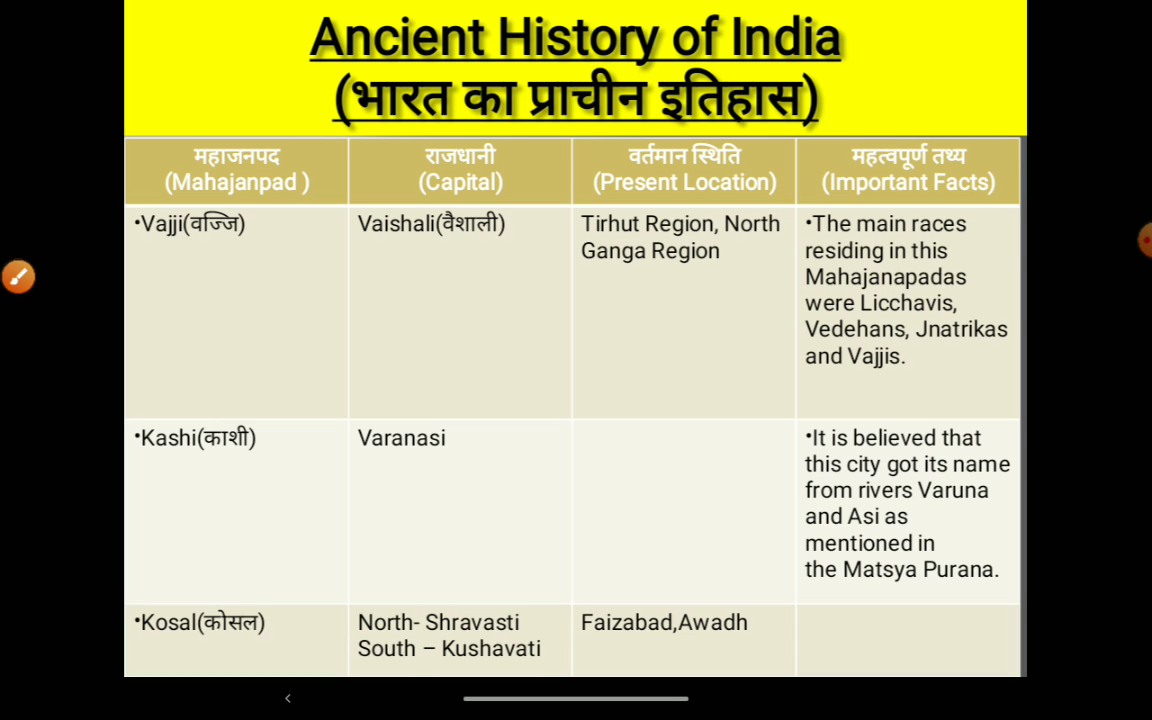 Ancient History of India
(भारत का प्राचीन इतिहास)
महाजनपद
(Mahajanpad )
राजधानी
(Capital)
वर्तमान स्थिति
(Present Location)
महत्वपूर्ण तथ्य
(Important Facts)
•Vajji(वज्जि)
Vaishali(वैशाली)
Tirhut Region, North
Ganga Region
•The main races
residing in this
Mahajanapadas
were Licchavis,
Vedehans, Jnatrikas
and Vajjis.
•Kashi(काशी)
Varanasi
•It is believed that
this city got its name
from rivers Varuna
and Asi as
mentioned in
the Matsya Purana.
•Kosal(कोसल)
North- Shravasti
South – Kushavati
Faizabad,Awadh